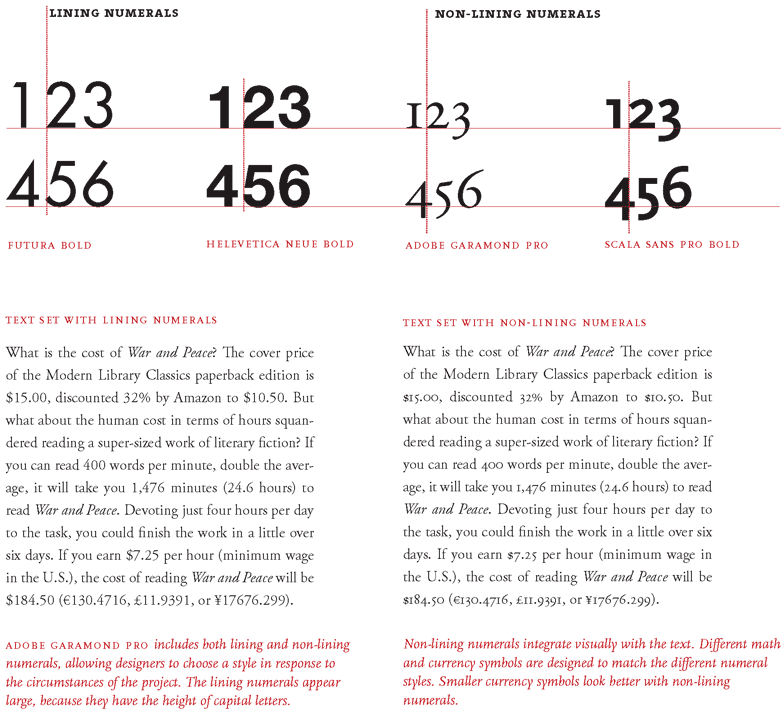 LINING NUMERALS
123
123
456
456
FUTURA BOLD
HELEVETICA NEUE BOLD
NON-LINING NUMERALS
123
123
456
456
ADOBE GARAMOND PRO
SCALA SANS PRO BOLD
TEXT SET WITH LINING NUMERALS
What is the cost of War and Peace? The cover price
of the Modern Library Classics paperback edition is
$15.00, discounted 32% by Amazon to $10.50. But
what about the human cost in terms of hours squan-
dered reading a super-sized work of literary fiction? If
you can read 400 words per minute, double the aver-
age, it will take you 1,476 minutes (24.6 hours) to
read War and Peace. Devoting just four hours per day
to the task, you could finish the work in a little over
six days. If you earn $7.25 per hour (minimum wage
in the U.S.), the cost of reading War and Peace will be
$184.50 (€130.4716, £11.9391, or ¥17676.299).
ADOBE GARAMOND PRO includes both lining and non-lining
numerals, allowing designers to choose a style in response to
the circumstances of the project. The lining numerals appear
large, because they have the height of capital letters.
TEXT SET WITH NON-LINING NUMERALS
What is the cost of War and Peace? The cover price
of the Modern Library Classics paperback edition is
$15.00, discounted 32% by Amazon to $10.50. But
what about the human cost in terms of hours squan-
dered reading a super-sized work of literary fiction? If
you can read 400 words per minute, double the aver-
age, it will take you 1,476 minutes (24.6 hours) to read
War and Peace. Devoting just four hours per day to
the task, you could finish the work in a little over six
days. If you earn $7.25 per hour (minimum wage in
the U.S.), the cost of reading War and Peace will be
$184.50 (€130.4716, £11.9391, or ¥17676.299).
Non-lining numerals integrate visually with the text. Different math
and currency symbols are designed to match the different numeral
styles. Smaller currency symbols look better with non-lining
numerals.